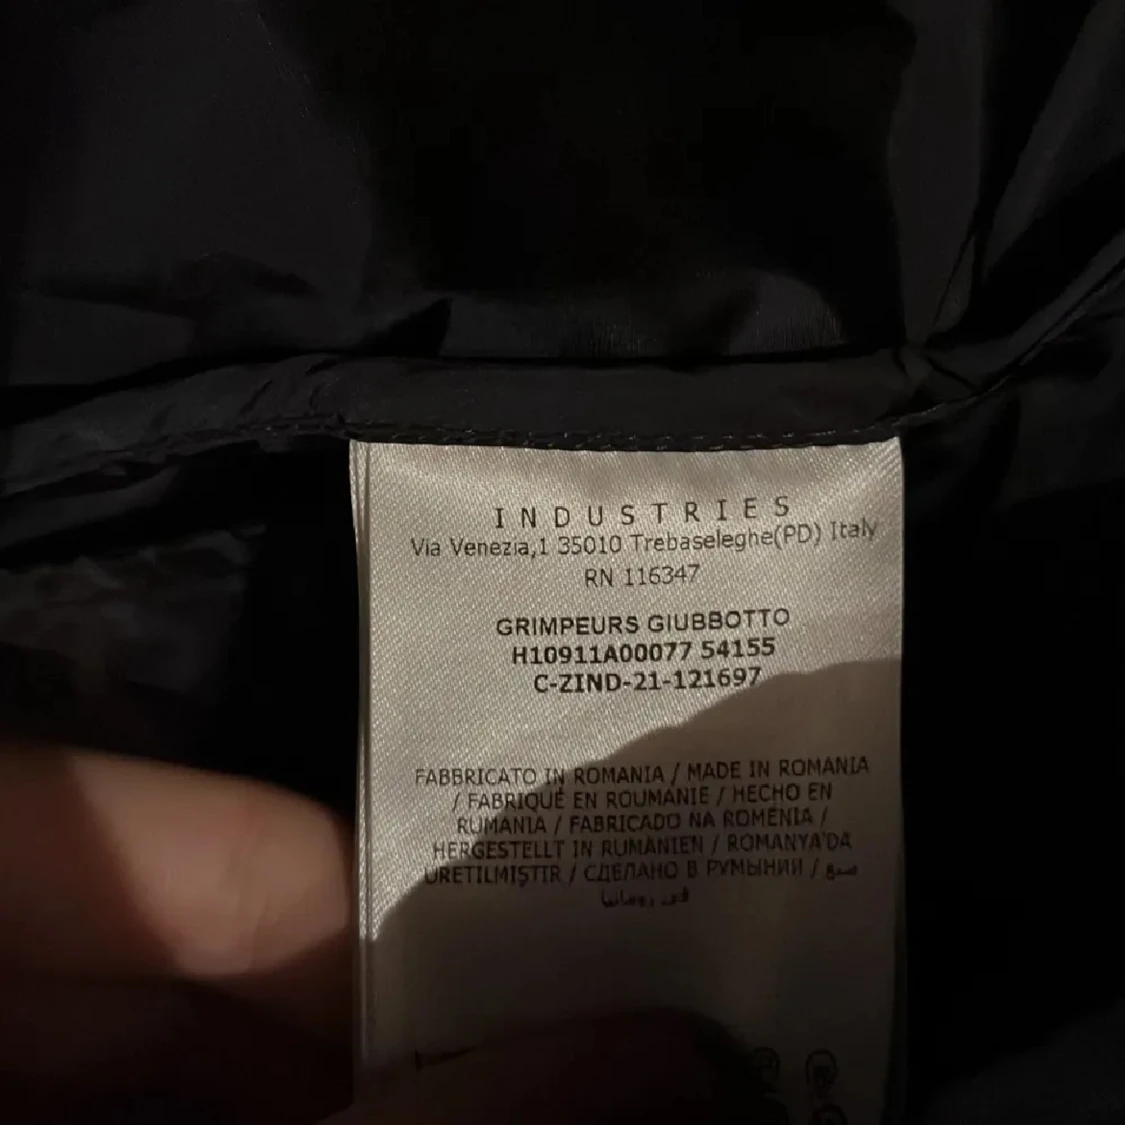 INDUSTRIES
Via Venezia,1 35010 Trebaseleghe(PD) Italy
RN 116347
GRIMPEURS GIUBBOTTO
H10911A00077 54155
C-ZIND-21-121697
FABBRICATO IN ROMANIA / MADE IN ROMANIA
/ FABRIQUÉ EN ROUMANIE / HECHO EN
RUMANIA / FABRICADO NA ROMÉNIA /
HERGESTELLT IN RUMÄNIEN / ROMANYA'DA
ÜRETILMIŞTIR / СДЕЛАНО В РУМЫНИИ / صنع
في رومانيا